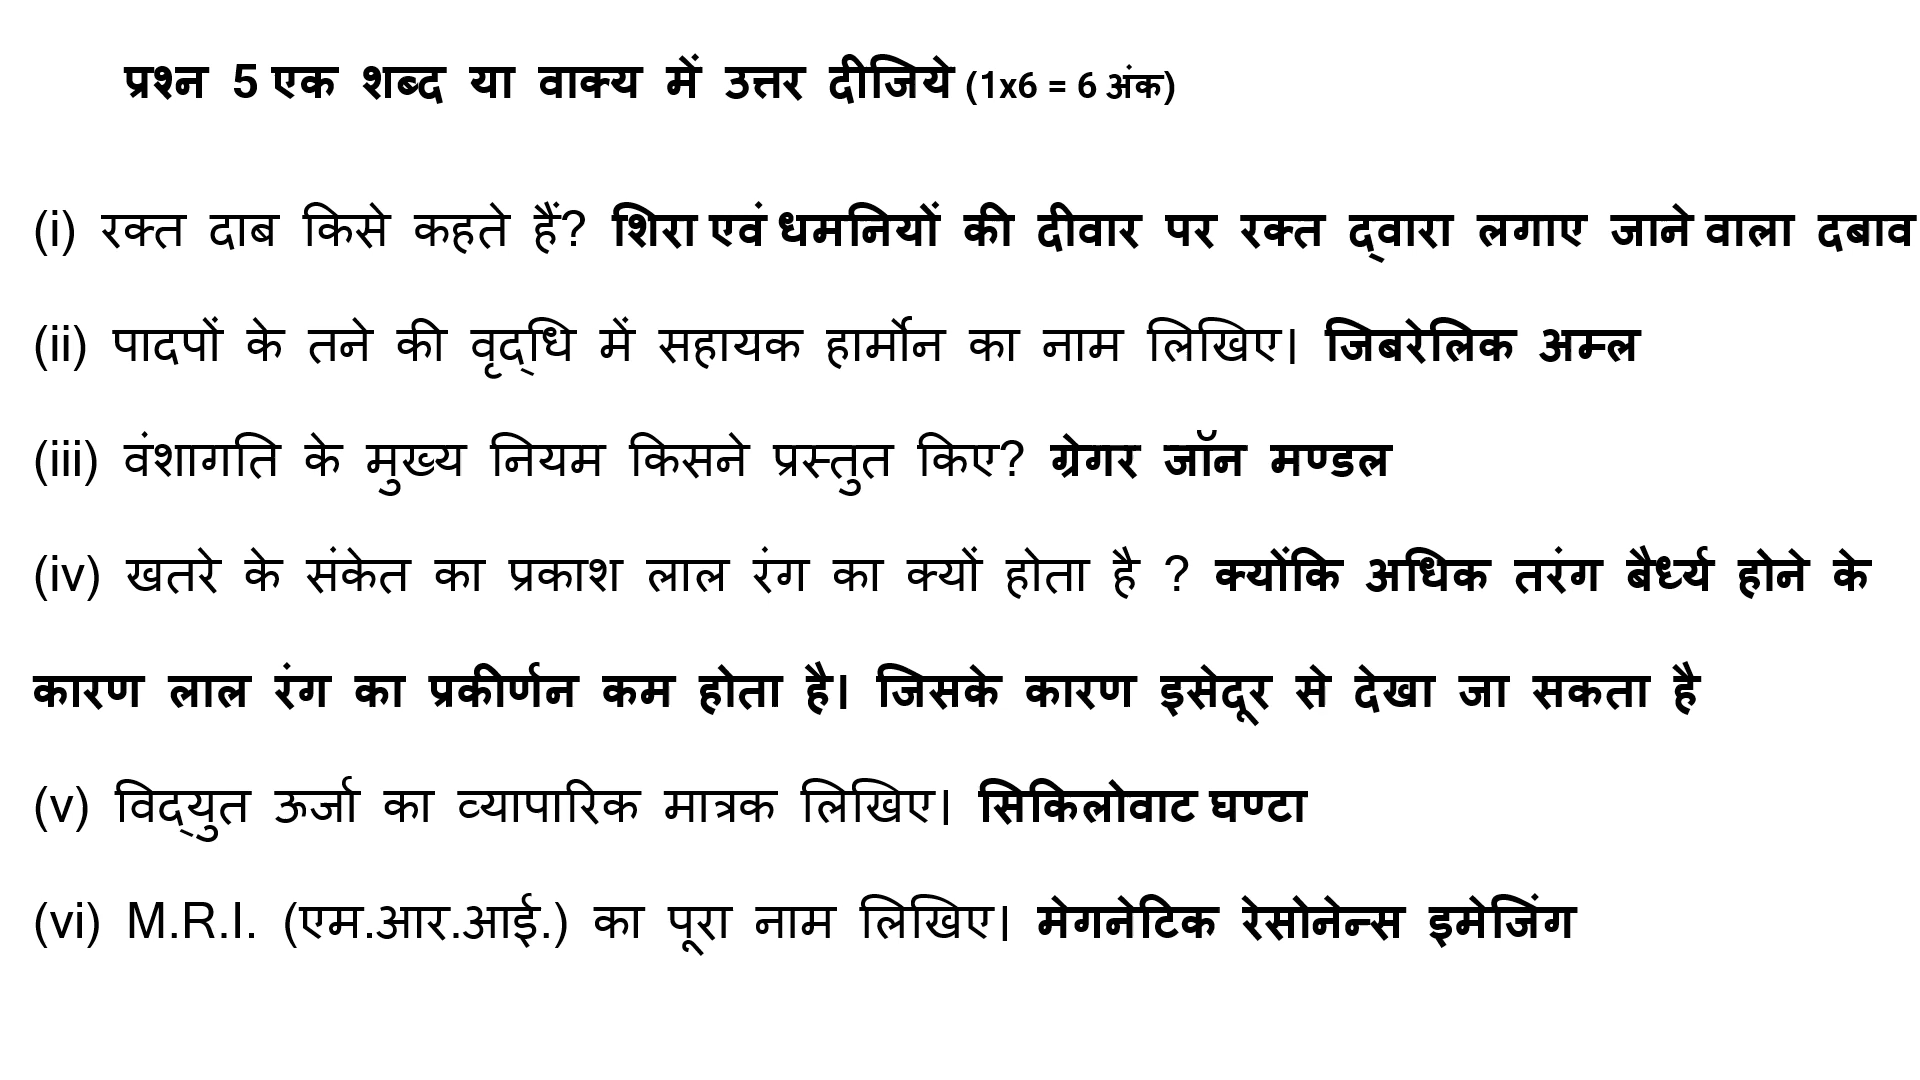 प्रश्न 5 एक शब्द या वाक्य में उत्तर दीजिये (1x6 = 6 अंक)
(i) रक्त दाब किसे कहते हैं? शिरा एवं धमनियों की दीवार पर रक्त द्वारा लगाए जाने वाला दबाव
(ii) पादपों के तने की वृद्धि में सहायक हार्मोन का नाम लिखिए। जिबरेलिक अम्ल
(iii) वंशागति के मुख्य नियम किसने प्रस्तुत किए? ग्रेगर जॉन मण्डल
(iv) खतरे के संकेत का प्रकाश लाल रंग का क्यों होता है ? क्योंकि अधिक तरंग बैर्ध्य होने के
कारण लाल रंग का प्रकीर्णन कम होता है। जिसके कारण इसेदूर से देखा जा सकता है
(v) विद्युत ऊर्जा का व्यापारिक मात्रक लिखिए। सिकिलोवाट घण्टा
(vi) M.R.I. (एम.आर.आई.) का पूरा नाम लिखिए। मेगनेटिक रेसोनेन्स इमेजिंग